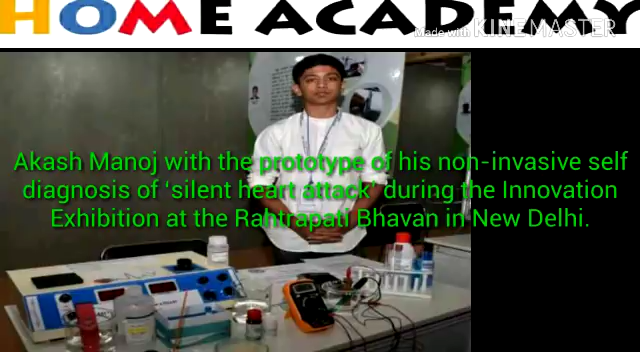 HOME ACADEMY
Made with KINEMASTER
Akash Manoj with the prototype of his non-invasive self
diagnosis of 'silent heart attack' during the Innovation
Exhibition at the Rahtrapati Bhavan in New Delhi.